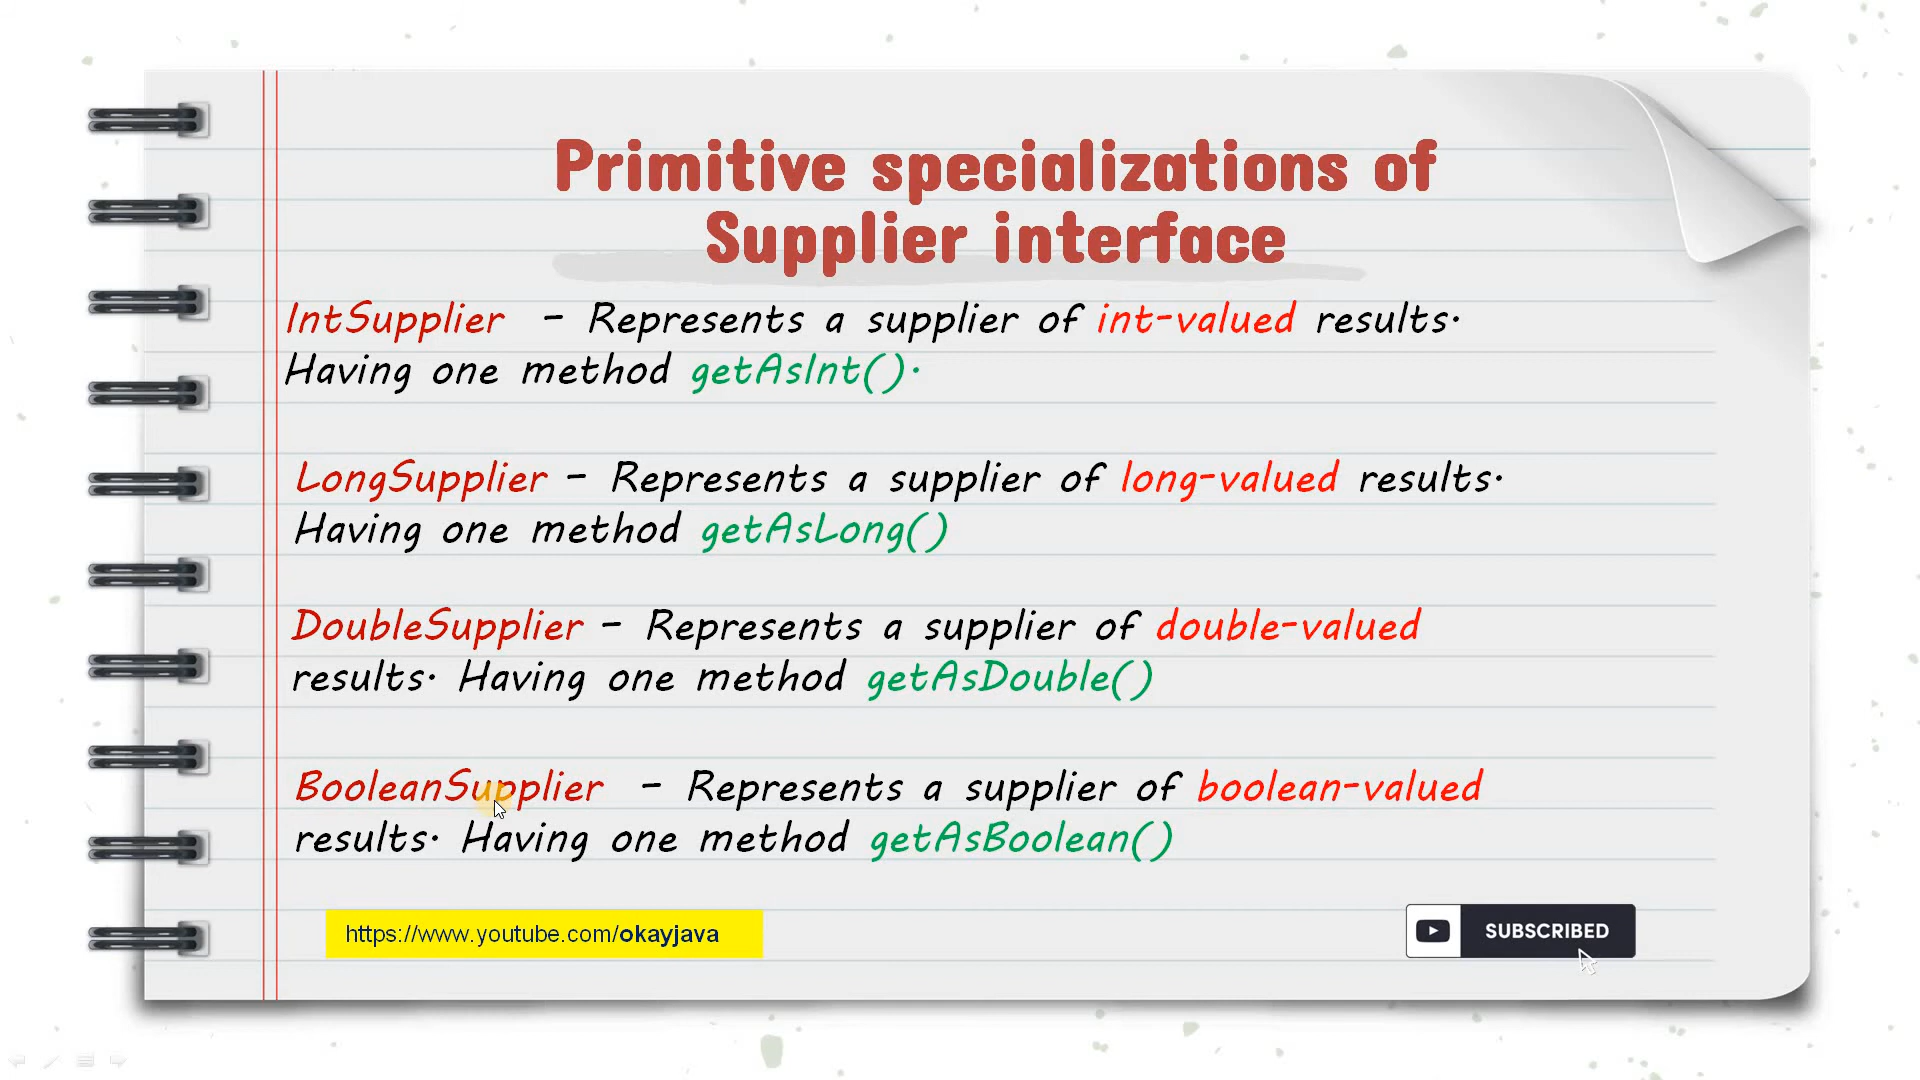 Primitive specializations of
Supplier interface
IntSupplier – Represents a supplier of int-valued results.
Having one method getAsInt().
LongSupplier – Represents a supplier of long-valued results.
Having one method getAsLong()
DoubleSupplier – Represents a supplier of double-valued
results. Having one method getAsDouble()
BooleanSupplier – Represents a supplier of boolean-valued
results. Having one method getAsBoolean()
https://www.youtube.com/okayjava
SUBSCRIBED